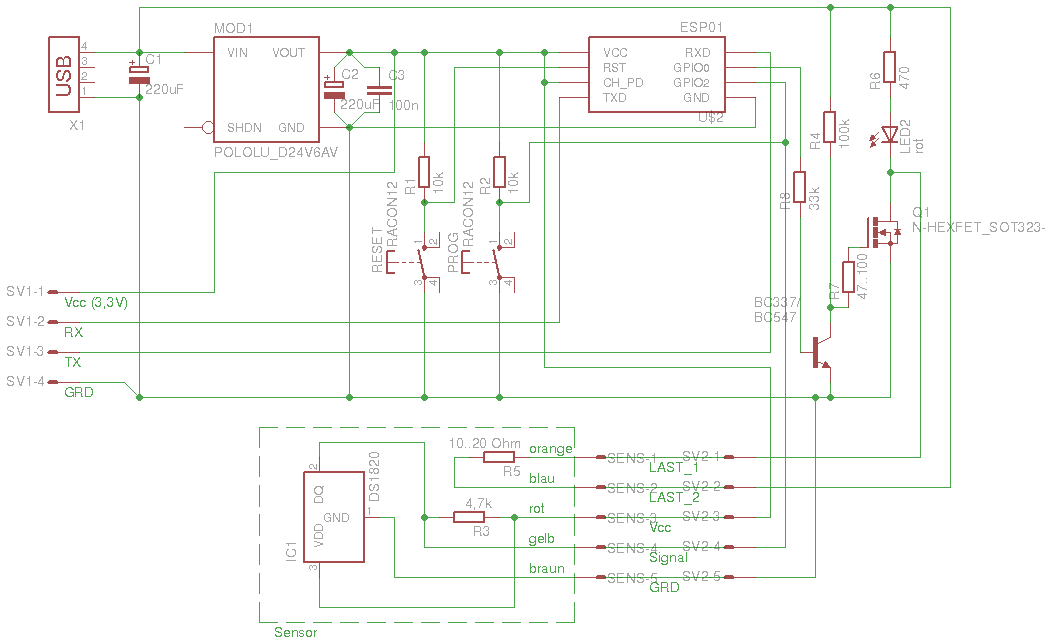 MOD1
ESP01
USB
4
3
2
1
X1
C1
+
220uF
VIN
VOUT
SHDN
GND
POLOLU_D24V6AV
C2
+
220uF
C3
100n
VCC
RST
CH_PD
TXD
RXD
GPIO0
GPIO2
GND
U$2
R6
470
LED2
rot
R4
100k
R8
33k
Q1
N-HEXFET_SOT323-
R7
47..100
BC337/
BC547
R1
10k
R2
10k
RESET
RACON12
1
2
3
4
PROG
RACON12
1
2
3
4
SV1-1
Vcc (3,3V)
SV1-2
RX
SV1-3
TX
SV1-4
GRD
10..20 Ohm
R5
orange
SENS-1
SV2-1
LAST_1
blau
SENS-2
SV2-2
LAST_2
4,7k
R3
rot
SENS-3
SV2-3
Vcc
gelb
SENS-4
SV2-4
Signal
braun
SENS-5
SV2-5
GRD
DS1820
2
DQ
GND
1
VDD
3
IC1
Sensor